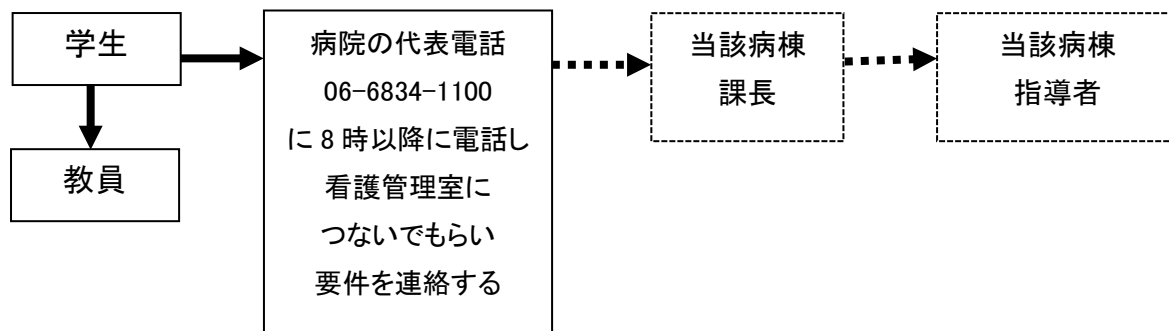 学生
教員
病院の代表電話
06-6834-1100
に 8 時以降に電話し
看護管理室に
つないでもらい
要件を連絡する
当該病棟
課長
当該病棟
指導者